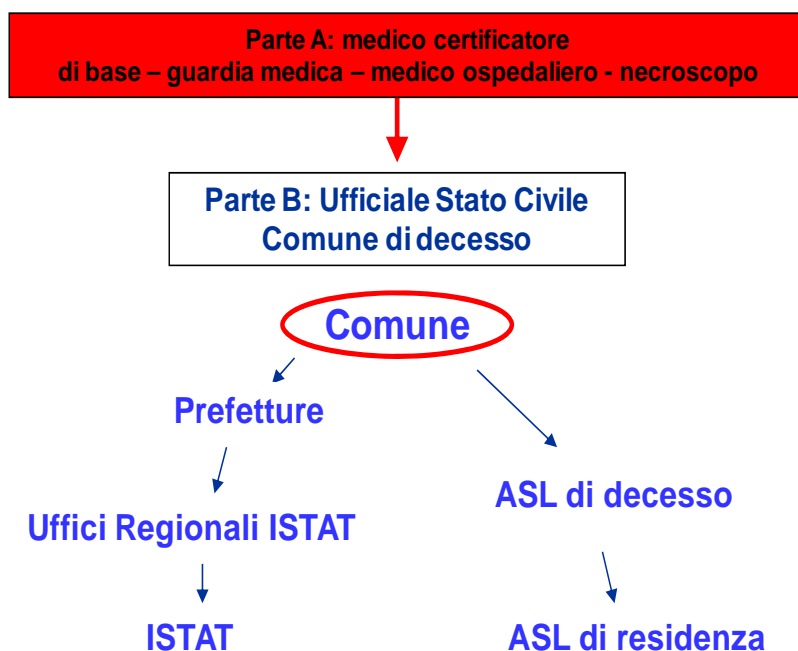 Parte A: medico certificatore
di base – guardia medica – medico ospedaliero - necroscopo
Parte B: Ufficiale Stato Civile
Comune di decesso
Comune
Prefetture
ASL di decesso
Uffici Regionali ISTAT
ISTAT
ASL di residenza